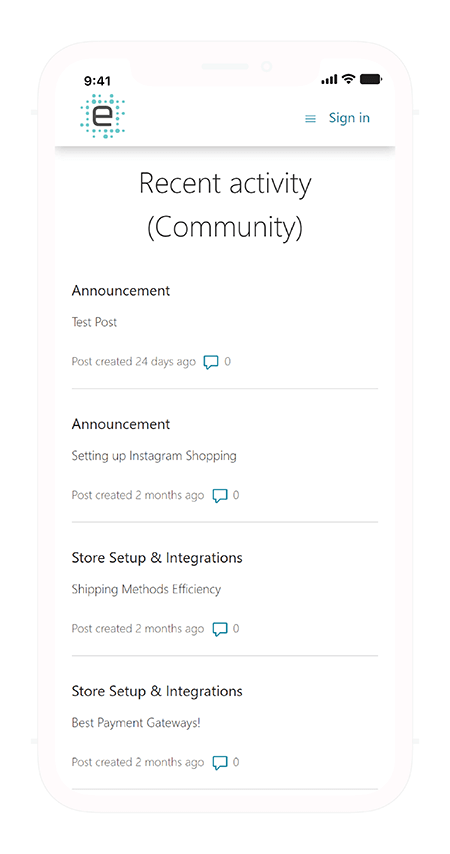 9:41
e
Sign in
Recent activity
(Community)
Announcement
Test Post
Post created 24 days ago 0
Announcement
Setting up Instagram Shopping
Post created 2 months ago 0
Store Setup & Integrations
Shipping Methods Efficiency
Post created 2 months ago 0
Store Setup & Integrations
Best Payment Gateways!
Post created 2 months ago 0